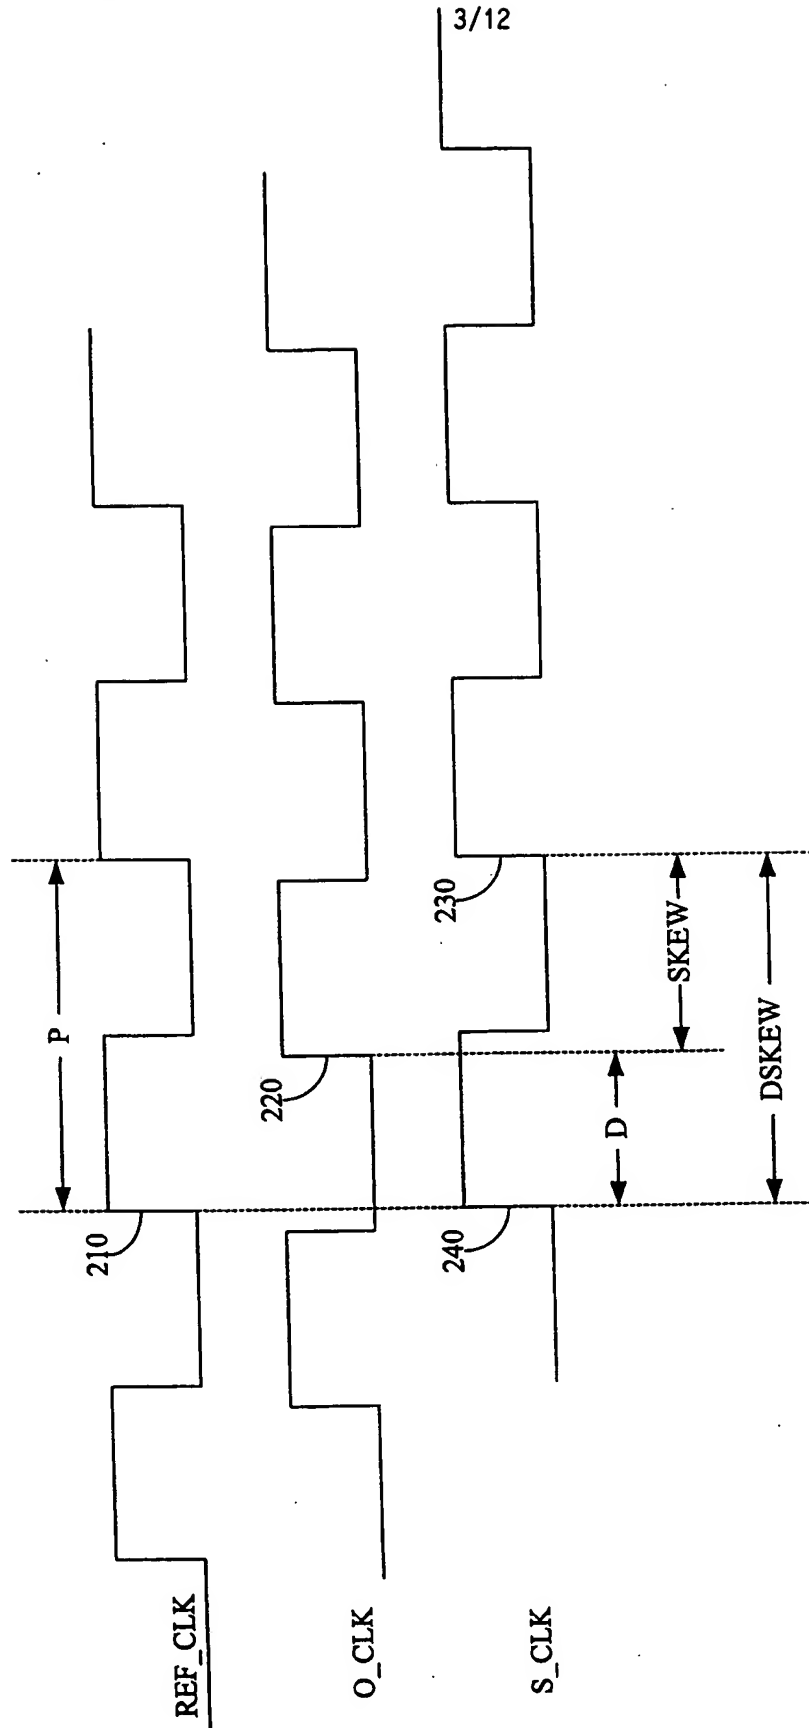 3/12
REF_CLK
O_CLK
S_CLK
P
210
220
230
240
D
SKEW
DSKEW